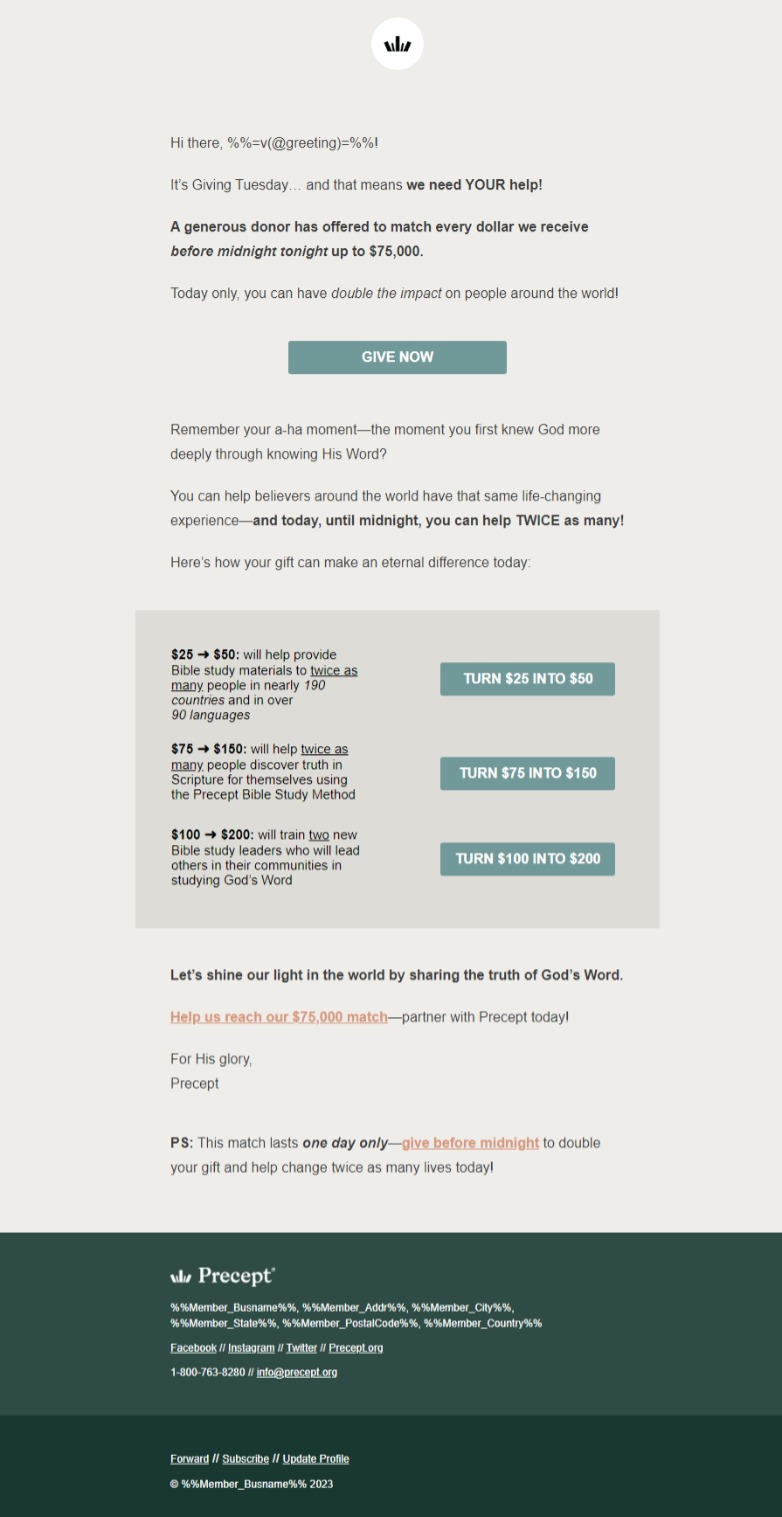 Hi there, %%=v(@greeting)=%%!
It's Giving Tuesday… and that means we need YOUR help!
A generous donor has offered to match every dollar we receive
before midnight tonight up to $75,000.
Today only, you can have double the impact on people around the world!
GIVE NOW
Remember your a-ha moment—the moment you first knew God more
deeply through knowing His Word?
You can help believers around the world have that same life-changing
experience—and today, until midnight, you can help TWICE as many!
Here's how your gift can make an eternal difference today:
$25 ➜ $50: will help provide
Bible study materials to twice as
many people in nearly 190
countries and in over
90 languages
TURN $25 INTO $50
$75 ➜ $150: will help twice as
many people discover truth in
Scripture for themselves using
the Precept Bible Study Method
TURN $75 INTO $150
$100 ➜ $200: will train two new
Bible study leaders who will lead
others in their communities in
studying God's Word
TURN $100 INTO $200
Let's shine our light in the world by sharing the truth of God's Word.
Help us reach our $75,000 match—partner with Precept today!
For His glory,
Precept
PS: This match lasts one day only—give before midnight to double
your gift and help change twice as many lives today!
Precept®
%%Member_Busname%%, %%Member_Addr%%, %%Member_City%%,
%%Member_State%%, %%Member_PostalCode%%, %%Member_Country%%
Facebook // Instagram // Twitter // Precept.org
1-800-763-8280 // info@precept.org
Forward // Subscribe // Update Profile
© %%Member_Busname%% 2023